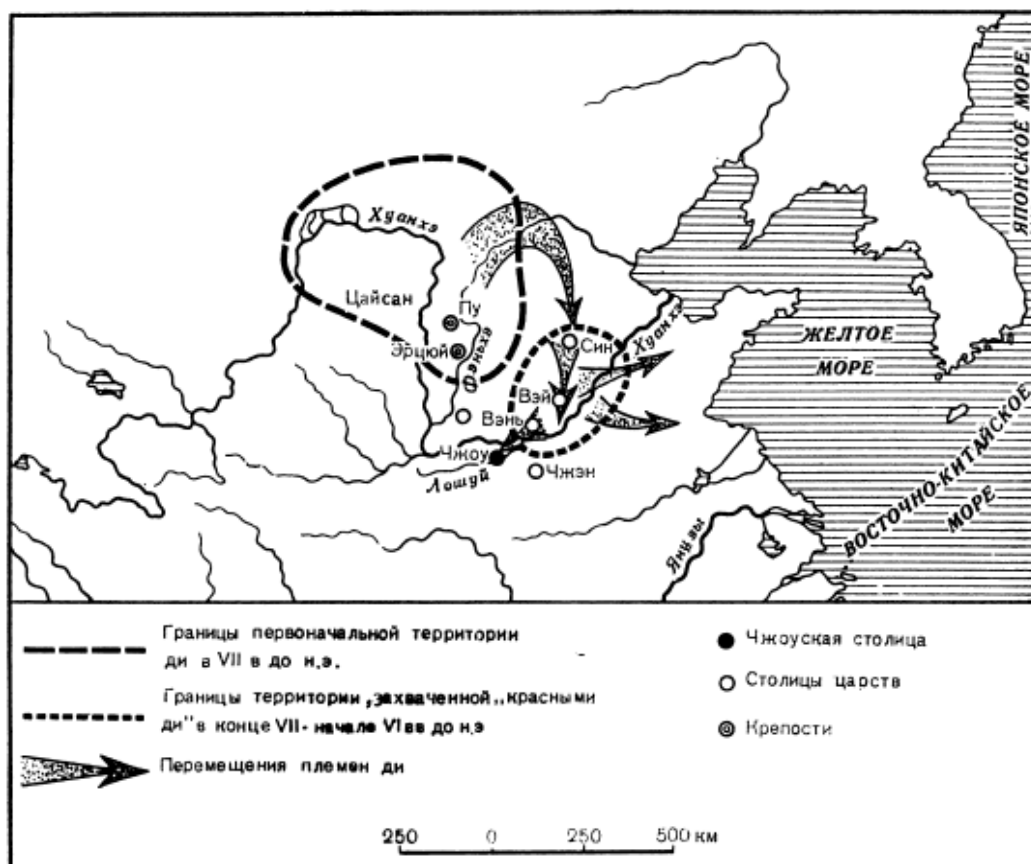 ЯПОНСКОЕ МОРЕ
Хуанхэ
Цайсан
Пу
Эрцюй
Фэньхэ
Син
Хуанхэ
ЖЕЛТОЕ
МОРЕ
Вэй
Вэнь
Чжоу
Лошуй
Чжэн
Янцзы
ВОСТОЧНО-КИТАЙСКОЕ
МОРЕ
Границы первоначальной территории
ди в VII в до н.э.
Границы территории, захваченной „красными
ди" в конце VII - начале VI вв до н.э
Перемещения племен ди
Чжоуская столица
Столицы царств
Крепости
250 0 250 500 км